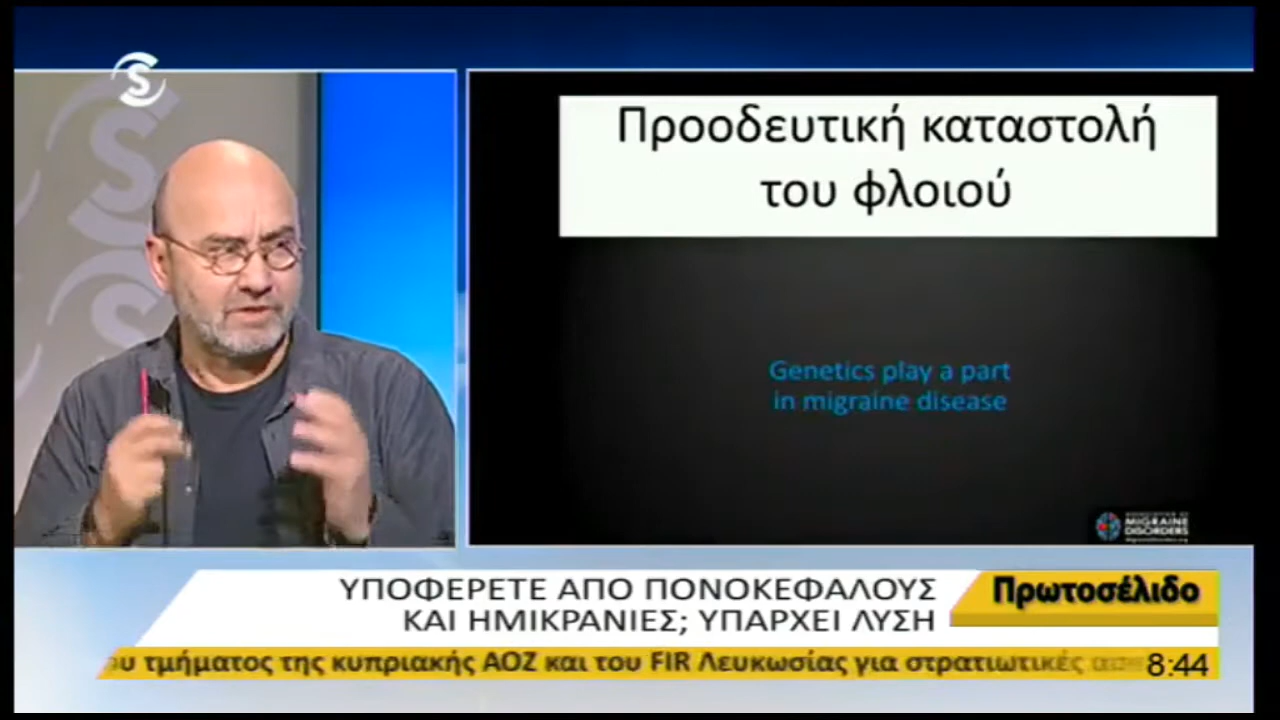 S
Προοδευτική καταστολή
του φλοιού
Genetics play a part
in migraine disease
MIGRAINE
DISORDERS
ΥΠΟΦΕΡΕΤΕ ΑΠΟ ΠΟΝΟΚΕΦΑΛΟΥΣ
ΚΑΙ ΗΜΙΚΡΑΝΙΕΣ; ΥΠΑΡΧΕΙ ΛΥΣΗ
Πρωτοσέλιδο
τμήματος της κυπριακής ΑΟΖ και του FIR Λευκωσίας για στρατιωτικές
8:44